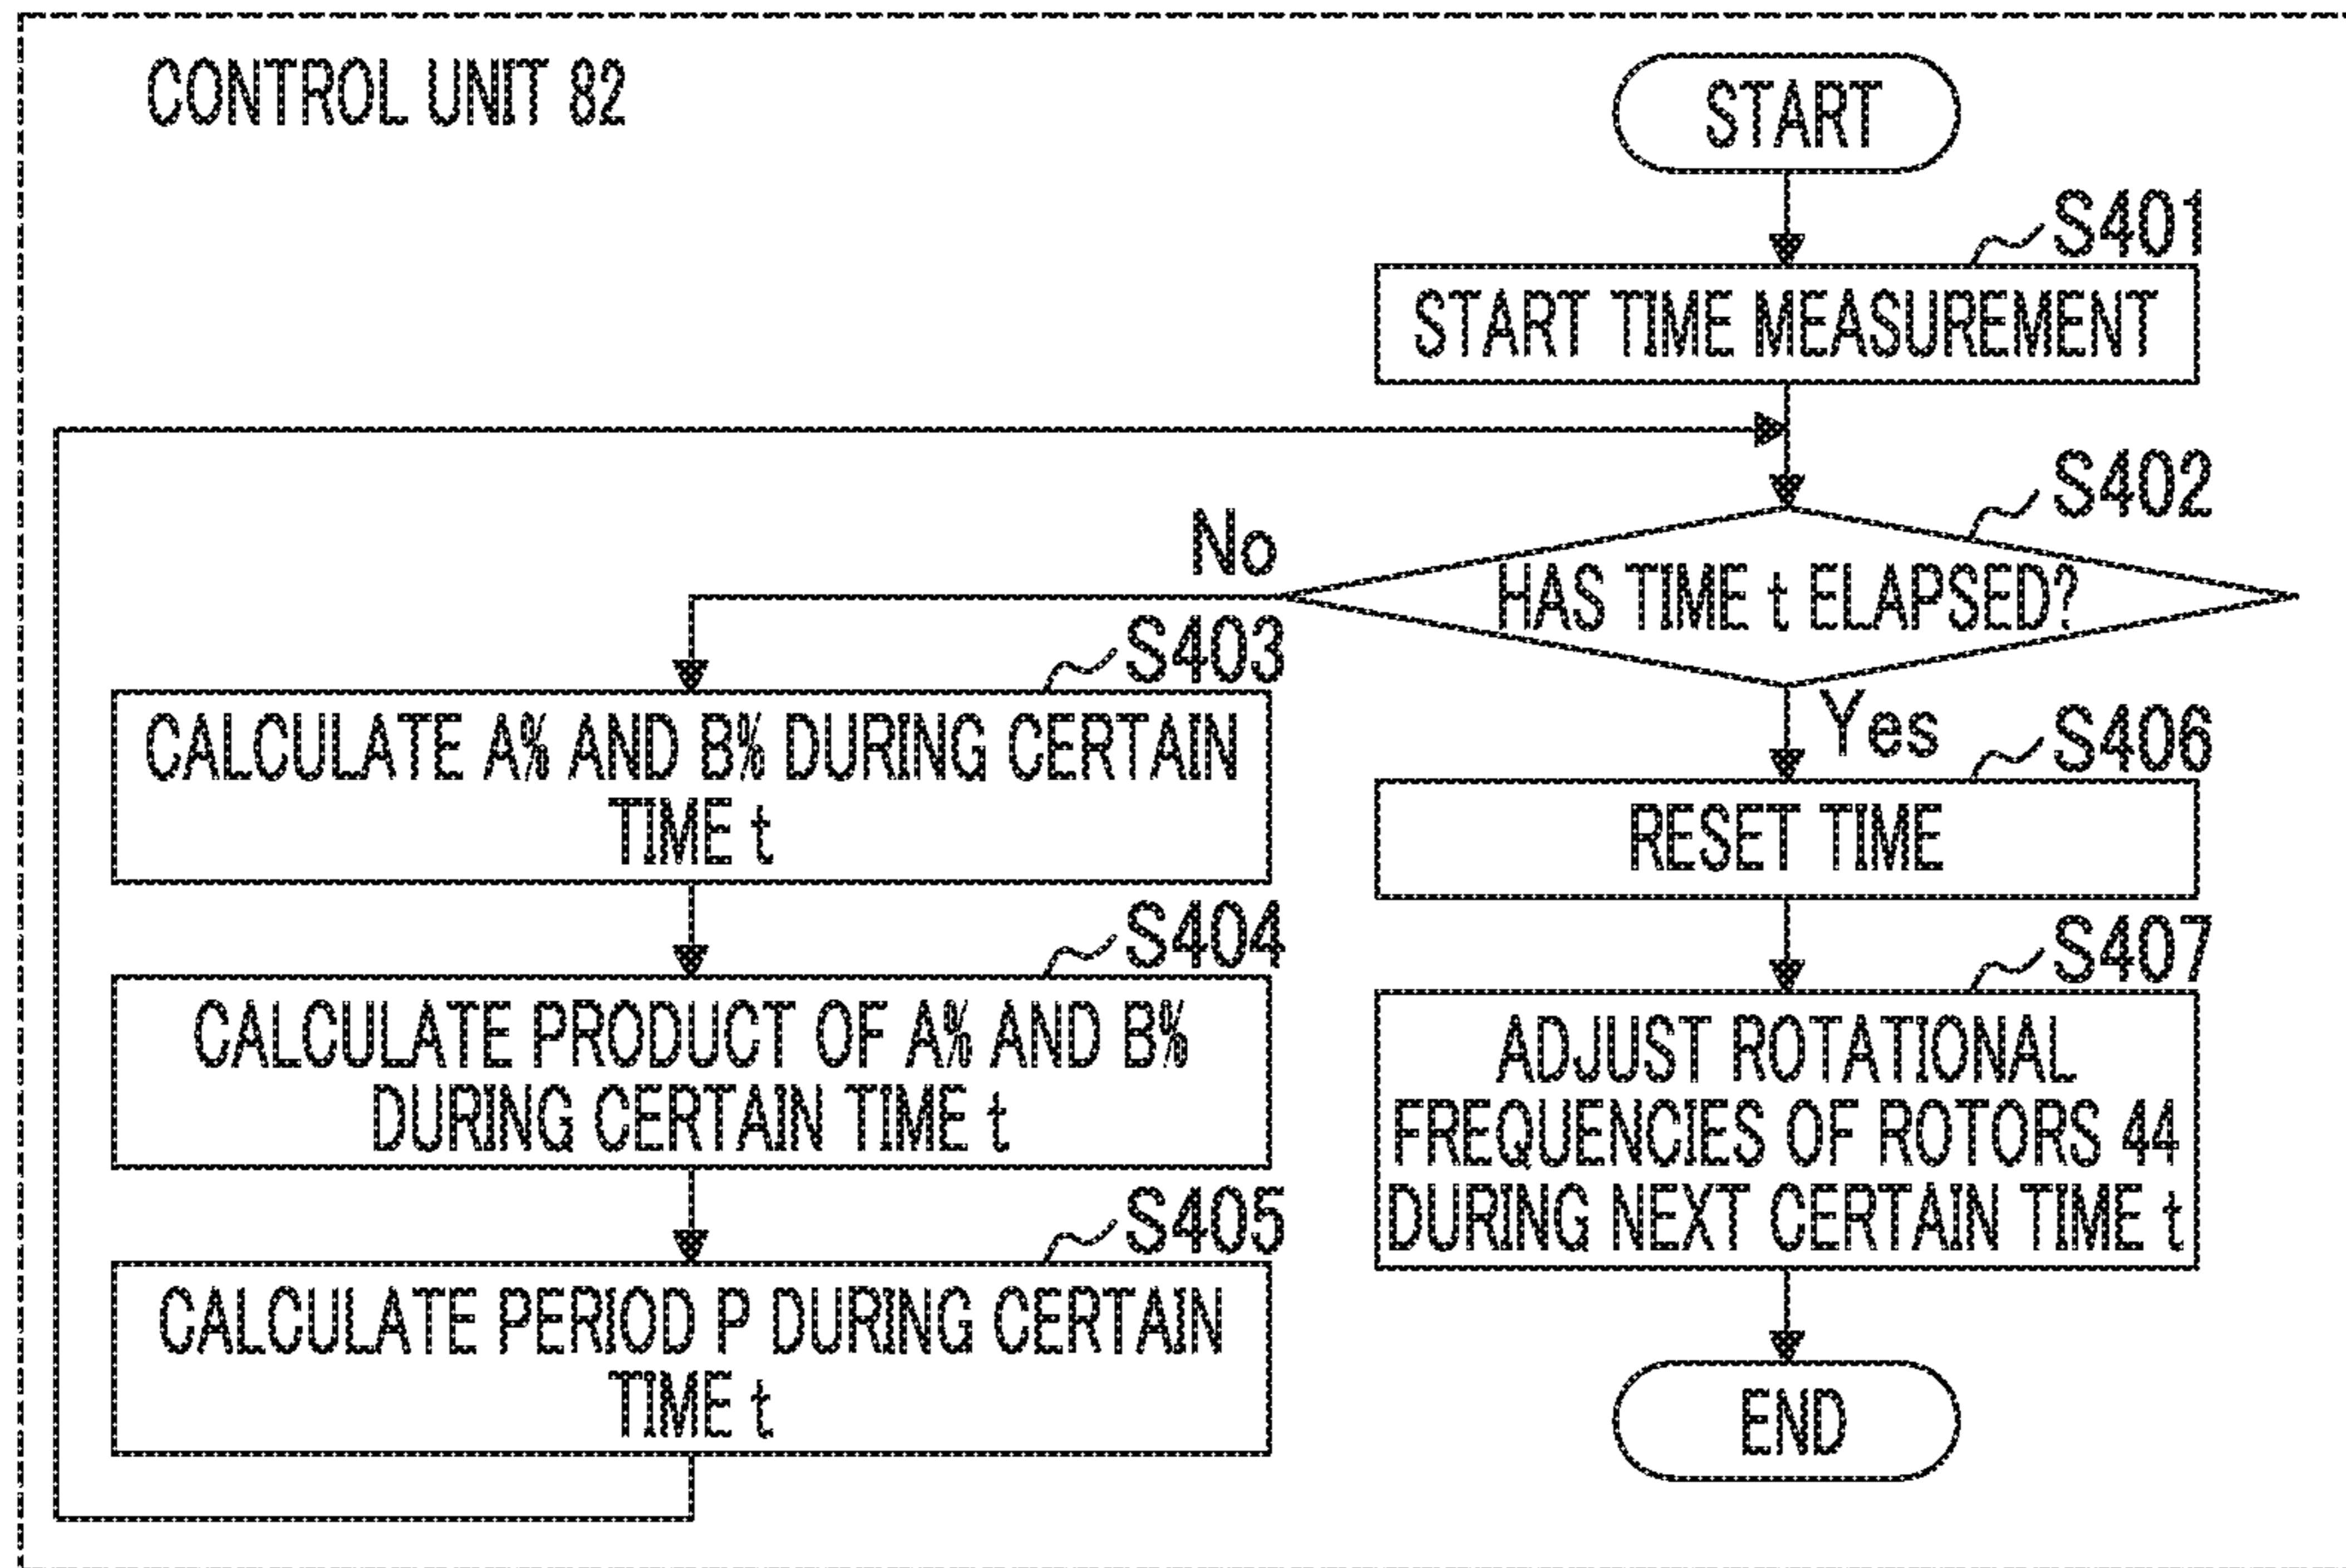 CONTROL UNIT 82
START
S401
START TIME MEASUREMENT
S402
HAS TIME t ELAPSED?
No
S403
CALCULATE A% AND B% DURING CERTAIN
TIME t
S404
CALCULATE PRODUCT OF A% AND B%
DURING CERTAIN TIME t
S405
CALCULATE PERIOD P DURING CERTAIN
TIME t
Yes
S406
RESET TIME
S407
ADJUST ROTATIONAL
FREQUENCIES OF ROTORS 44
DURING NEXT CERTAIN TIME t
END